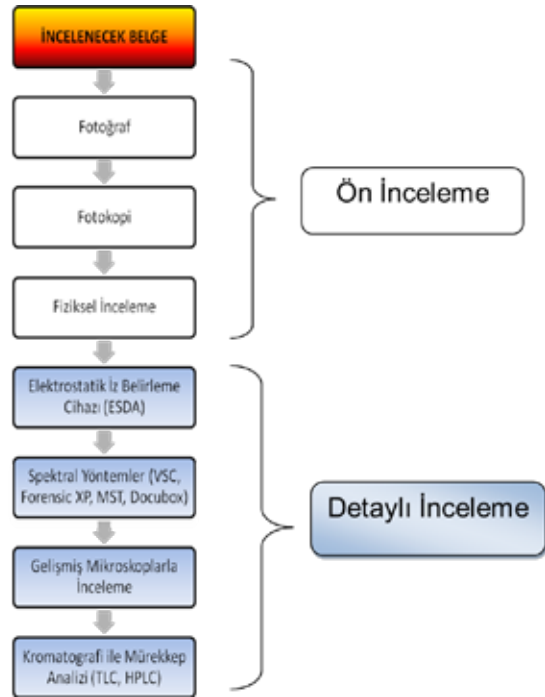 İNCELENECEK BELGE
Fotoğraf
Fotokopi
Fiziksel İnceleme
Ön İnceleme
Elektrostatik İz Belirleme
Cihazı (ESDA)
Spektral Yöntemler (VSC,
Forensic XP, MST, Docubox)
Gelişmiş Mikroskoplarla
İnceleme
Kromatografi ile Mürekkep
Analizi (TLC, HPLC)
Detaylı İnceleme